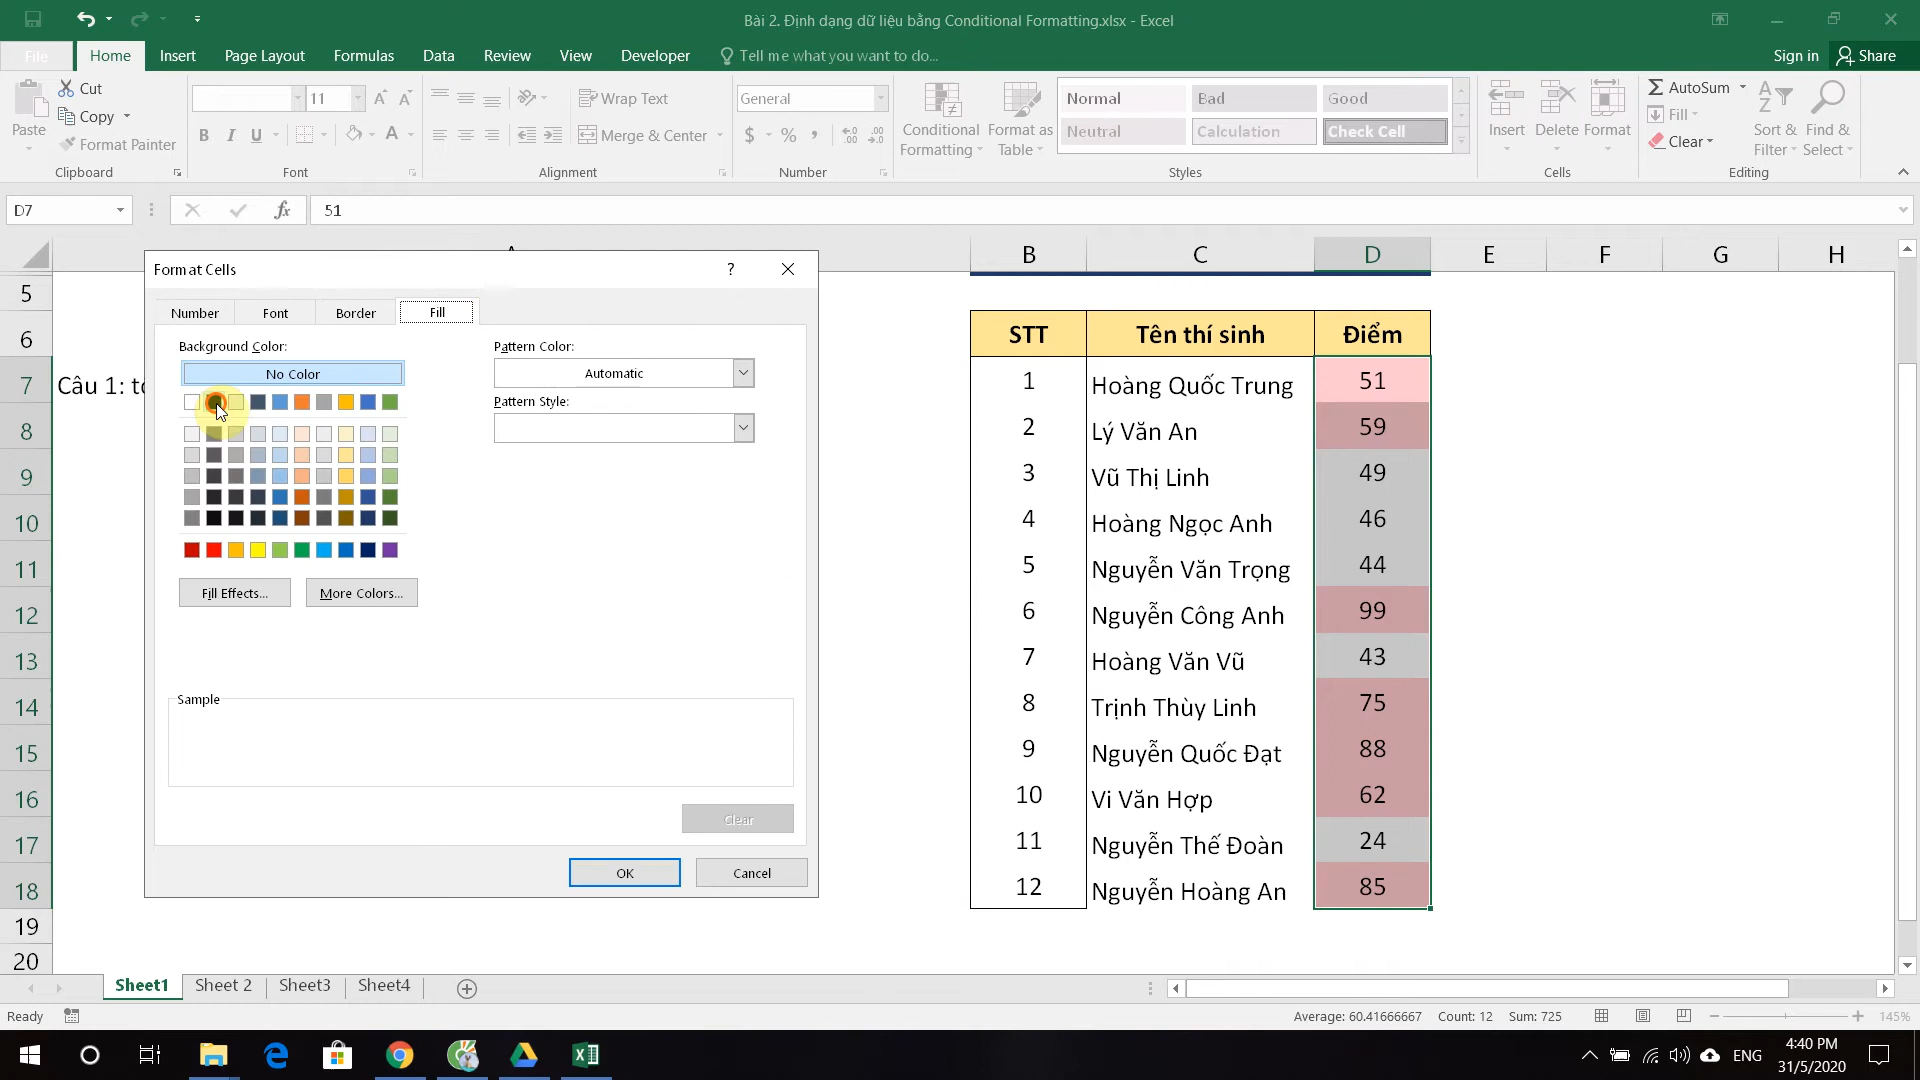 Bài 2. Định dạng dữ liệu bằng Conditional Formatting.xlsx - Excel
File Home Insert Page Layout Formulas Data Review View Developer Tell me what you want to do... Sign in Share
Paste
Cut
Copy
Format Painter
Clipboard
11
B I U
Font
Wrap Text
Merge & Center
Alignment
General
$ % ,
Number
Conditional Formatting
Format as Table
Normal Bad Good
Neutral Calculation Check Cell
Styles
Insert Delete Format
Cells
AutoSum
Fill
Clear
Sort & Filter
Find & Select
Editing
D7 fx 51
A B C D E F G H
5
6 STT Tên thí sinh Điểm
7 Câu 1: 1 Hoàng Quốc Trung 51
8 2 Lý Văn An 59
9 3 Vũ Thị Linh 49
10 4 Hoàng Ngọc Anh 46
11 5 Nguyễn Văn Trọng 44
12 6 Nguyễn Công Anh 99
13 7 Hoàng Văn Vũ 43
14 8 Trịnh Thùy Linh 75
15 9 Nguyễn Quốc Đạt 88
16 10 Vi Văn Hợp 62
17 11 Nguyễn Thế Đoàn 24
18 12 Nguyễn Hoàng An 85
19
20
Format Cells ?
Number Font Border Fill
Background Color:
No Color
Pattern Color:
Automatic
Pattern Style:
Fill Effects...
More Colors...
Sample
Clear
OK Cancel
Sheet1 Sheet 2 Sheet3 Sheet4
Ready Average: 60.41666667 Count: 12 Sum: 725 145%
ENG
4:40 PM
31/5/2020